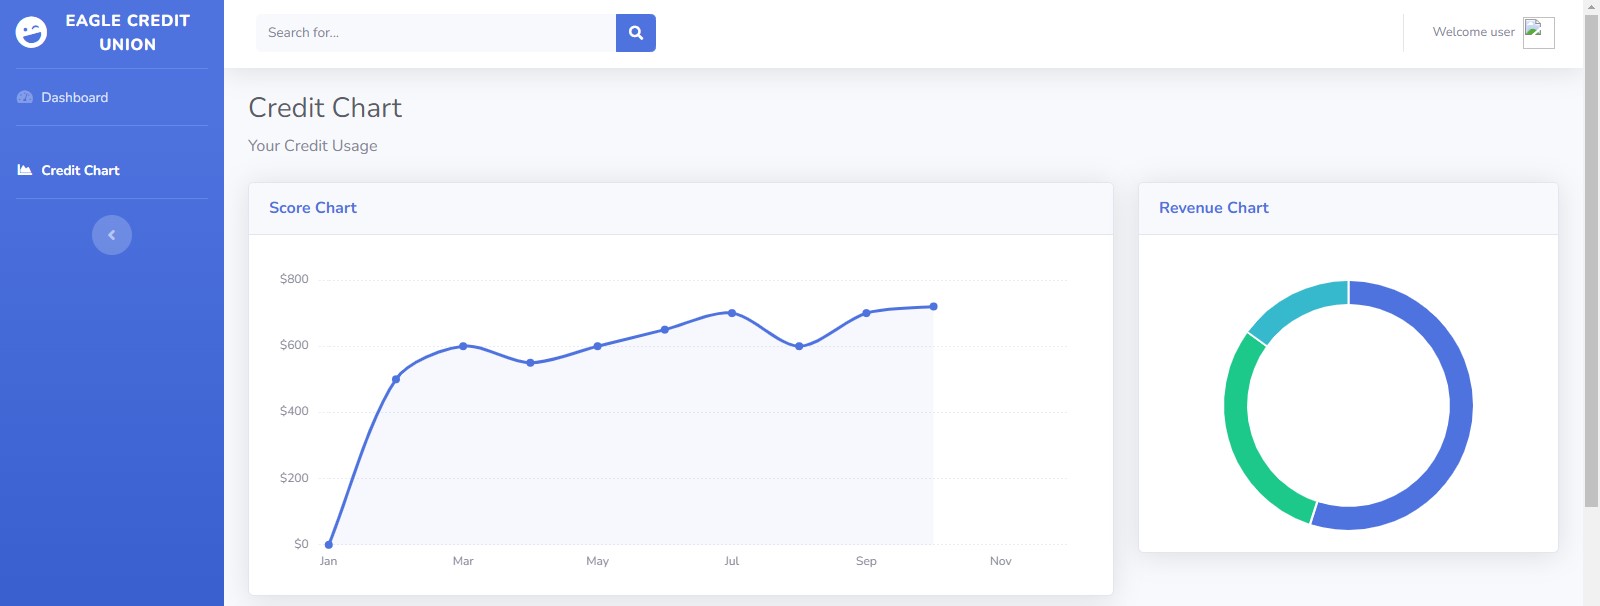 EAGLE CREDIT
UNION
Dashboard
Credit Chart
Search for...
Welcome user
Credit Chart
Your Credit Usage
Score Chart
$800
$600
$400
$200
$0
Jan Mar May Jul Sep Nov
Revenue Chart